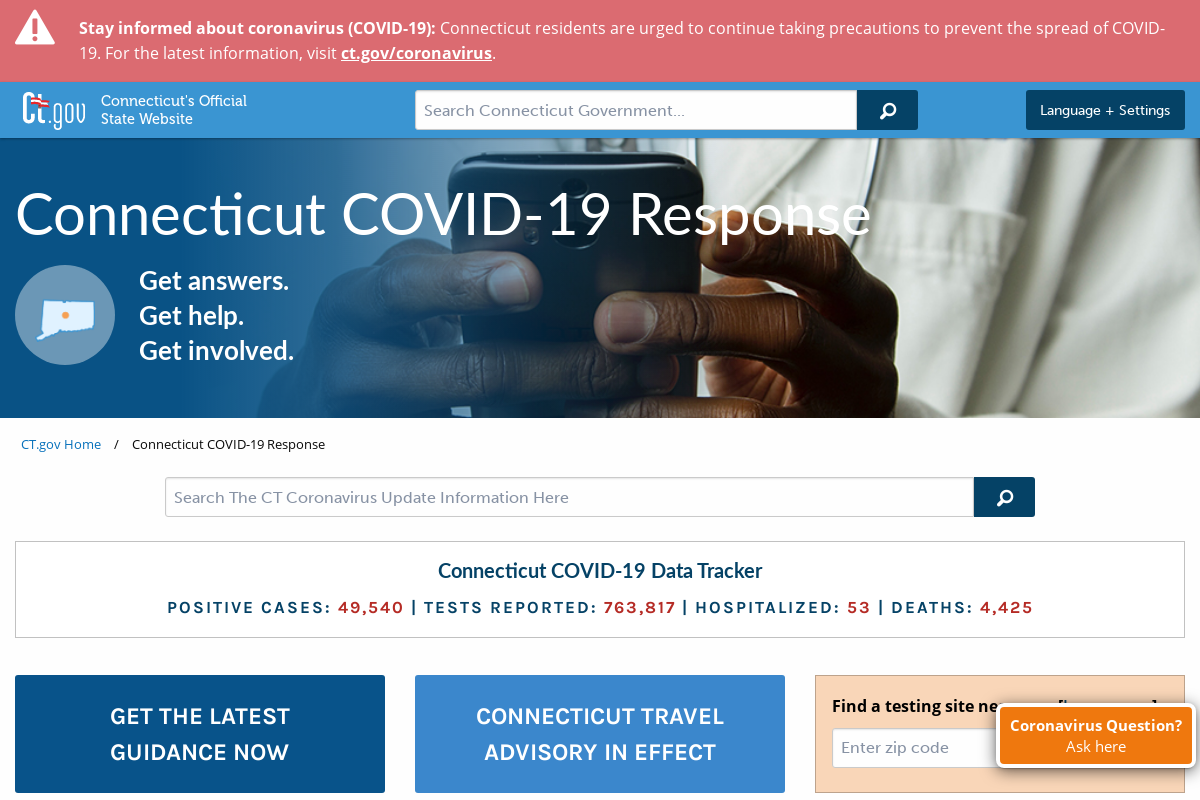 Stay informed about coronavirus (COVID-19): Connecticut residents are urged to continue taking precautions to prevent the spread of COVID-
19. For the latest information, visit ct.gov/coronavirus.
Ct.gov
Connecticut's Official
State Website
Search Connecticut Government...
Language + Settings
Connecticut COVID-19 Response
Get answers.
Get help.
Get involved.
CT.gov Home / Connecticut COVID-19 Response
Search The CT Coronavirus Update Information Here
Connecticut COVID-19 Data Tracker
POSITIVE CASES: 49,540 | TESTS REPORTED: 763,817 | HOSPITALIZED: 53 | DEATHS: 4,425
GET THE LATEST
GUIDANCE NOW
CONNECTICUT TRAVEL
ADVISORY IN EFFECT
Find a testing site
Enter zip code
Coronavirus Question?
Ask here